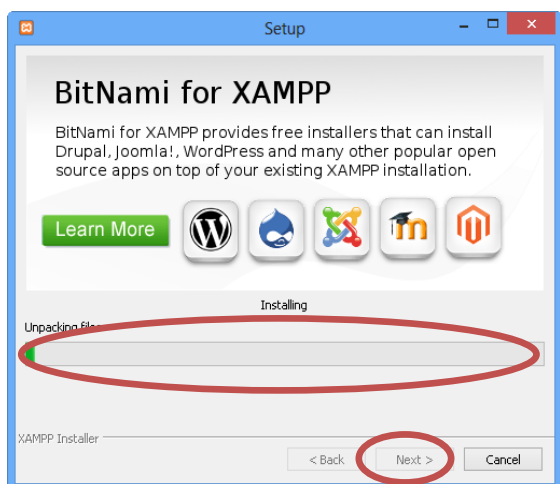 Setup
BitNami for XAMPP
BitNami for XAMPP provides free installers that can install
Drupal, Joomla!, WordPress and many other popular open
source apps on top of your existing XAMPP installation.
Learn More
Installing
Unpacking files
XAMPP Installer
< Back
Next >
Cancel